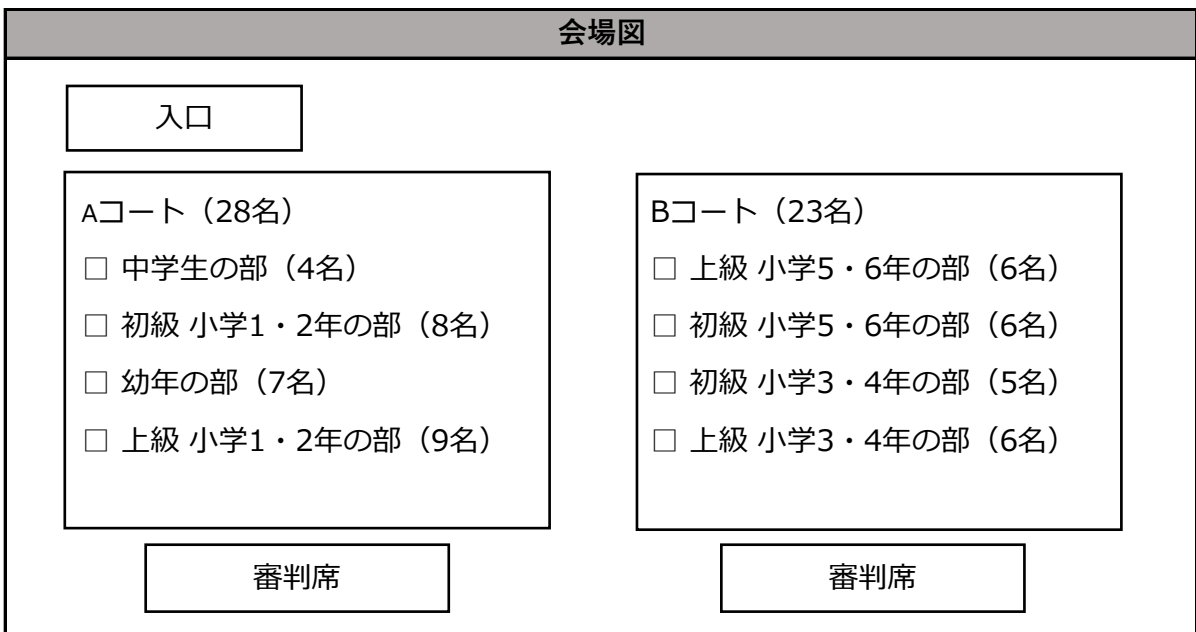 会場図
入口
Aコート（28名）
□ 中学生の部（4名）
□ 初級 小学1・2年の部（8名）
□ 幼年の部（7名）
□ 上級 小学1・2年の部（9名）
審判席
Bコート（23名）
□ 上級 小学5・6年の部（6名）
□ 初級 小学5・6年の部（6名）
□ 初級 小学3・4年の部（5名）
□ 上級 小学3・4年の部（6名）
審判席